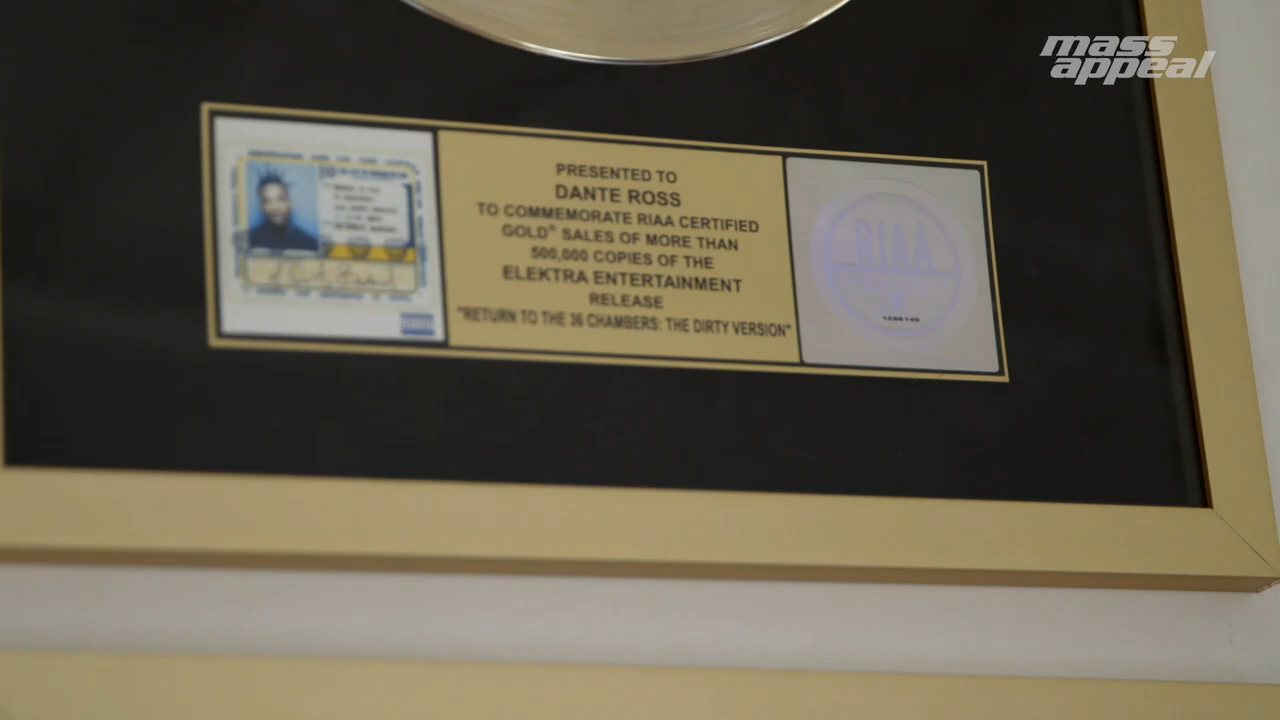 mass
appeal
PRESENTED TO
DANTE ROSS
TO COMMEMORATE RIAA CERTIFIED
GOLD® SALES OF MORE THAN
500,000 COPIES OF THE
ELEKTRA ENTERTAINMENT
RELEASE
"RETURN TO THE 36 CHAMBERS: THE DIRTY VERSION"
RIAA